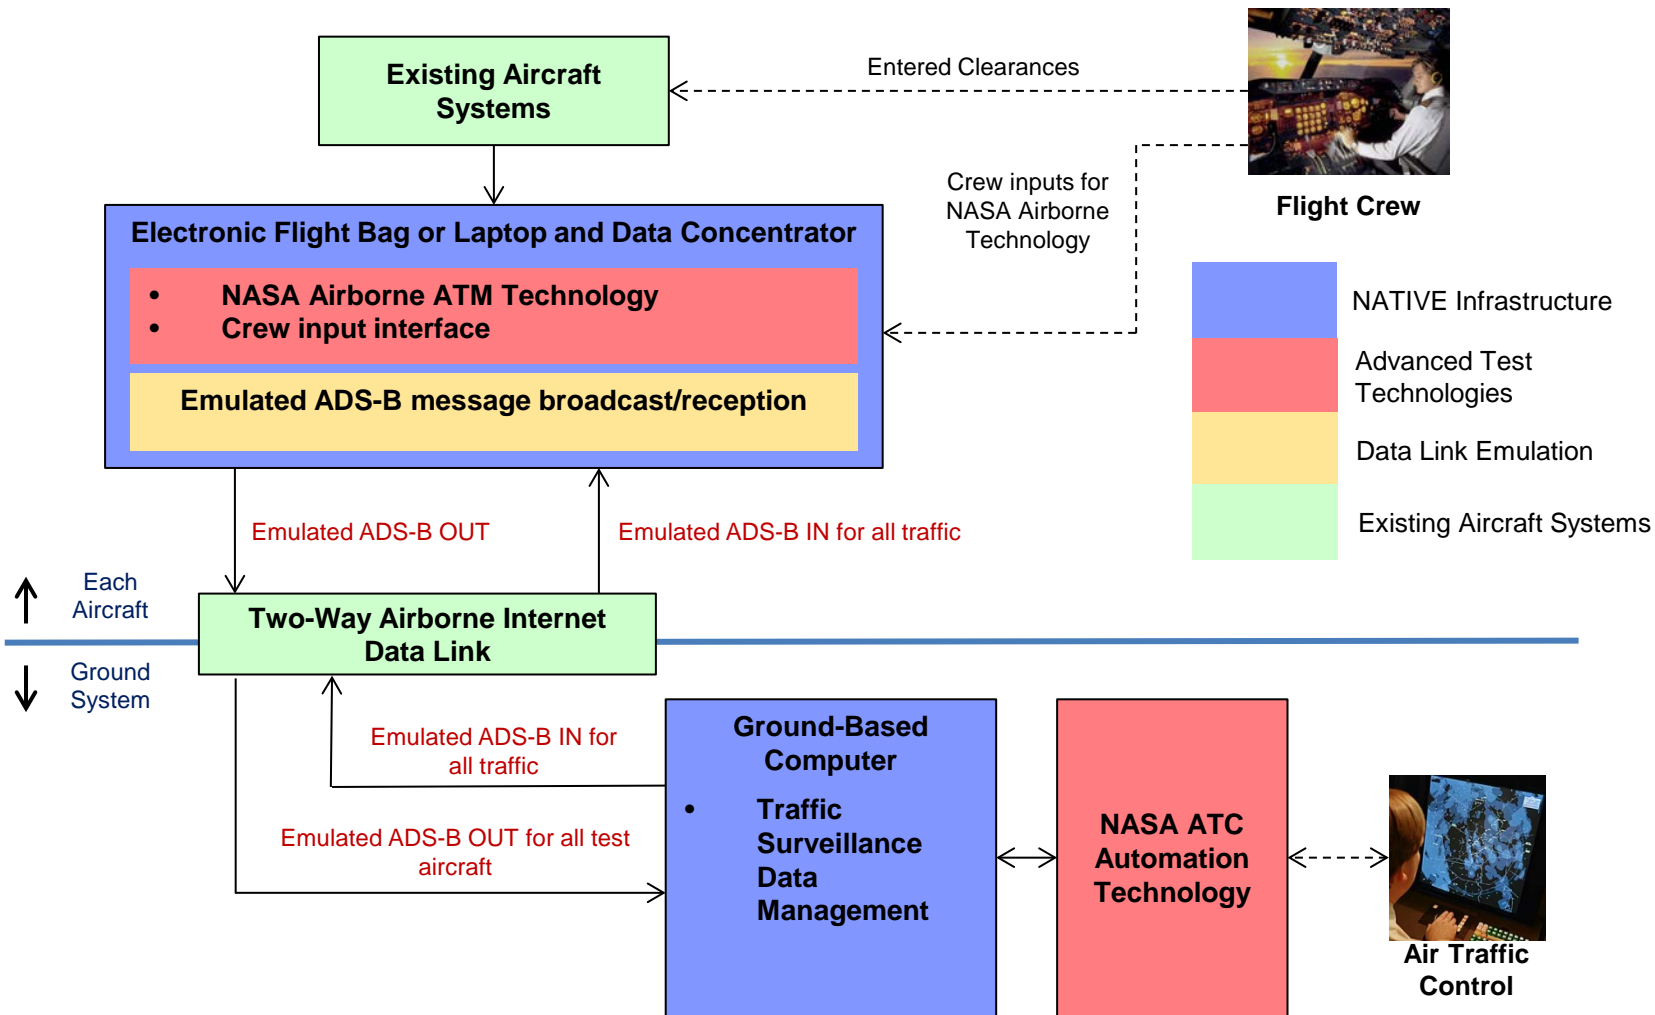 Existing Aircraft
Systems
Entered Clearances
Crew inputs for
NASA Airborne
Technology
Flight Crew
Electronic Flight Bag or Laptop and Data Concentrator
• NASA Airborne ATM Technology
• Crew input interface
Emulated ADS-B message broadcast/reception
NATIVE Infrastructure
Advanced Test
Technologies
Data Link Emulation
Existing Aircraft Systems
Emulated ADS-B OUT
Emulated ADS-B IN for all traffic
Each
Aircraft
Two-Way Airborne Internet
Data Link
Ground
System
Emulated ADS-B IN for
all traffic
Emulated ADS-B OUT for all test
aircraft
Ground-Based
Computer
• Traffic
Surveillance
Data
Management
NASA ATC
Automation
Technology
Air Traffic
Control